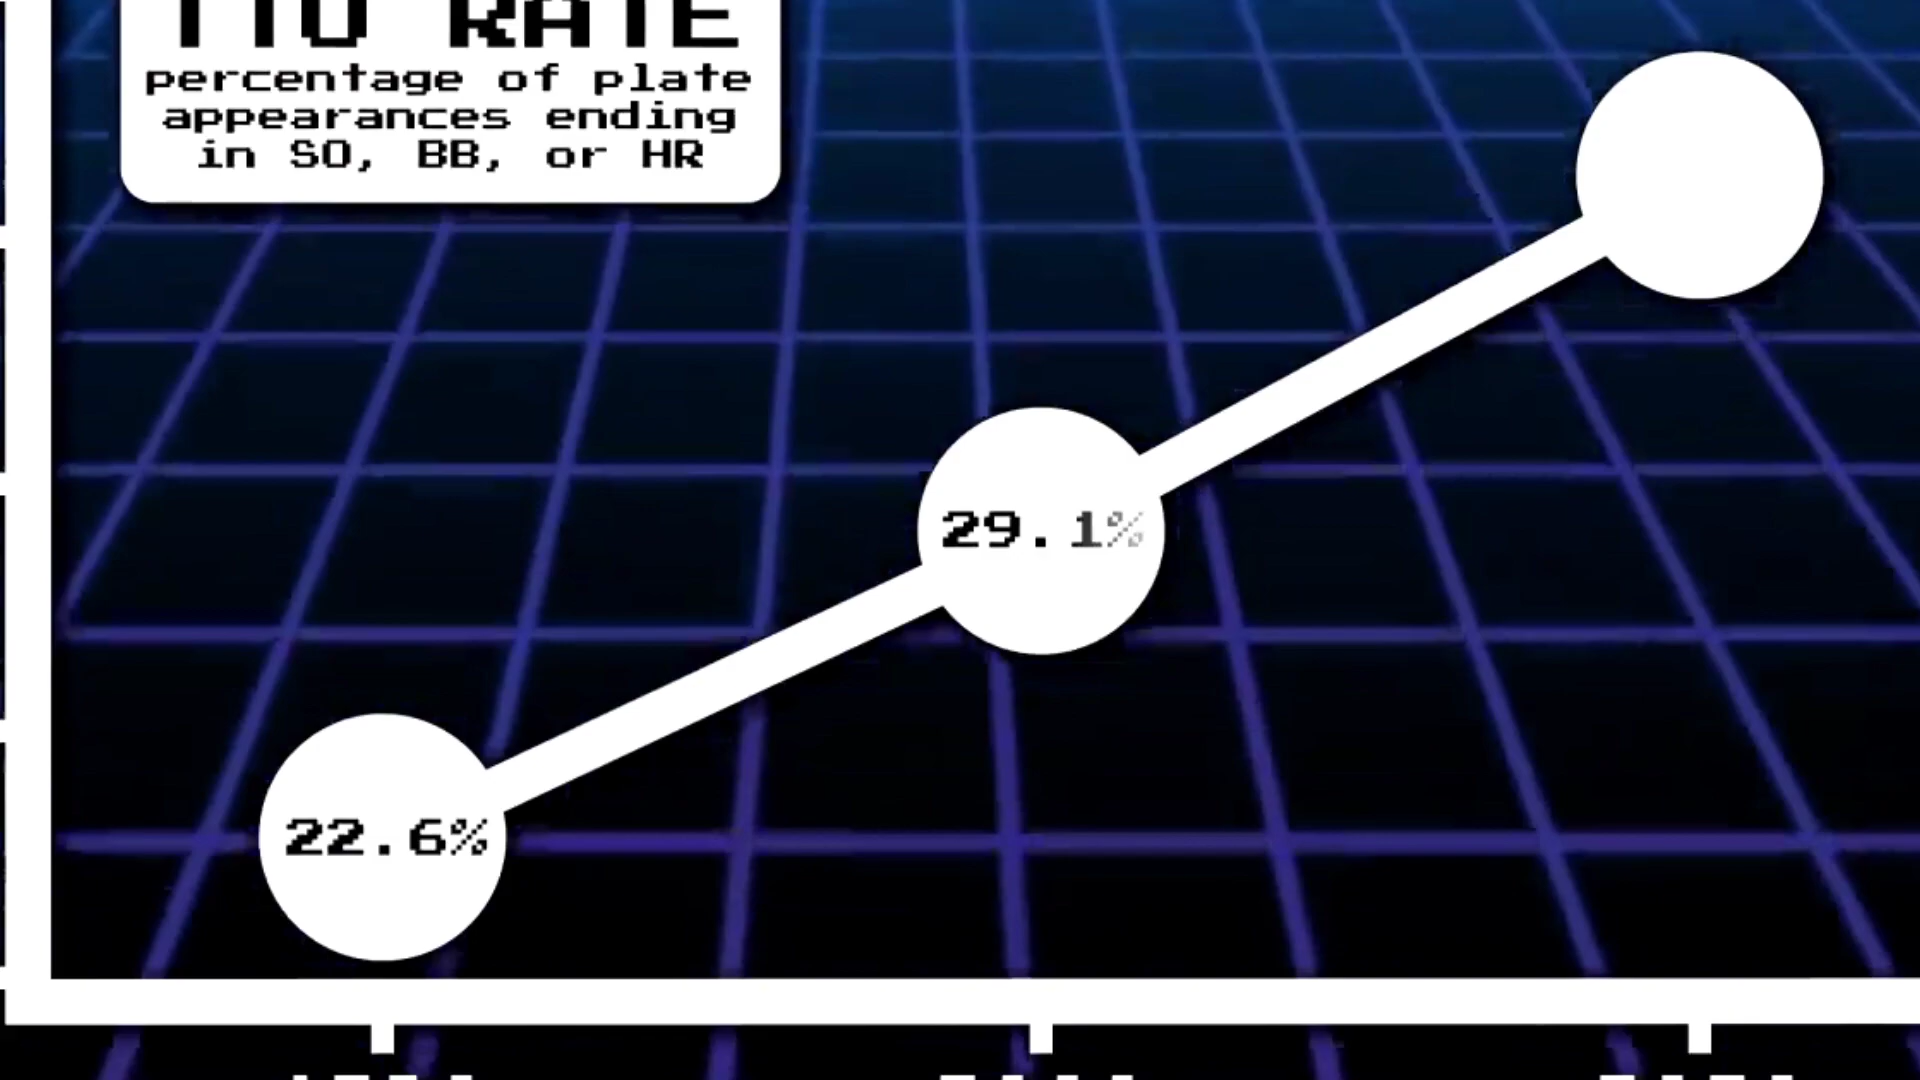 TTO RATE
percentage of plate
appearances ending
in SO, BB, or HR
29.1%
22.6%